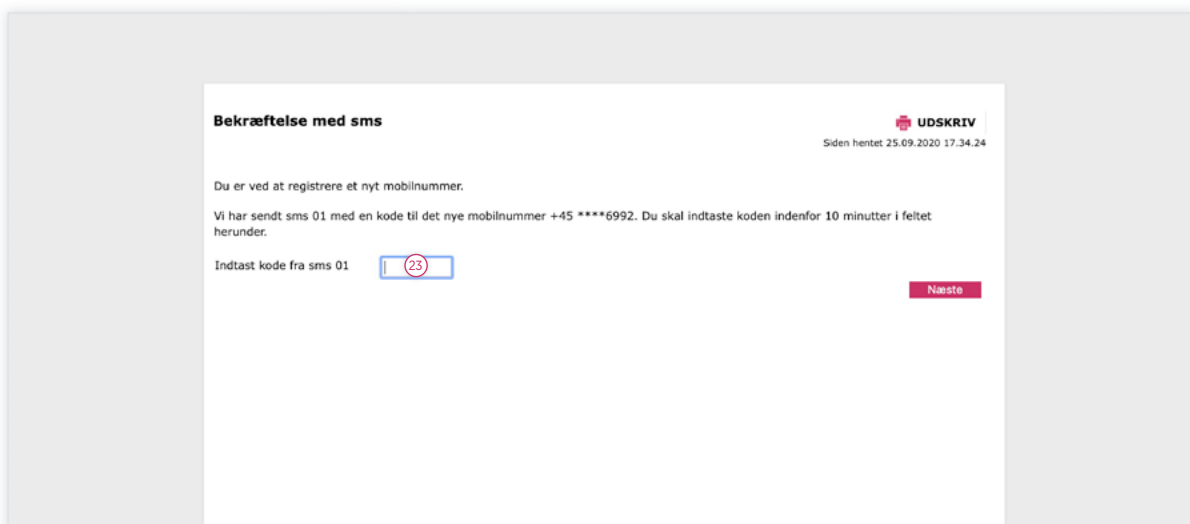 Bekræftelse med sms
UDSKRIV
Siden hentet 25.09.2020 17.34.24
Du er ved at registrere et nyt mobilnummer.
Vi har sendt sms 01 med en kode til det nye mobilnummer +45 ****6992. Du skal indtaste koden indenfor 10 minutter i feltet
herunder.
Indtast kode fra sms 01
23
Næste